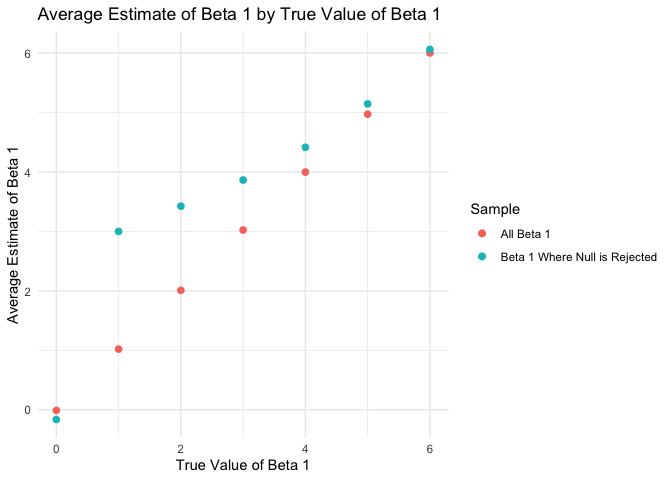 Average Estimate of Beta 1 by True Value of Beta 1
Average Estimate of Beta 1
6
4
2
0
0 2 4 6
True Value of Beta 1
Sample
All Beta 1
Beta 1 Where Null is Rejected